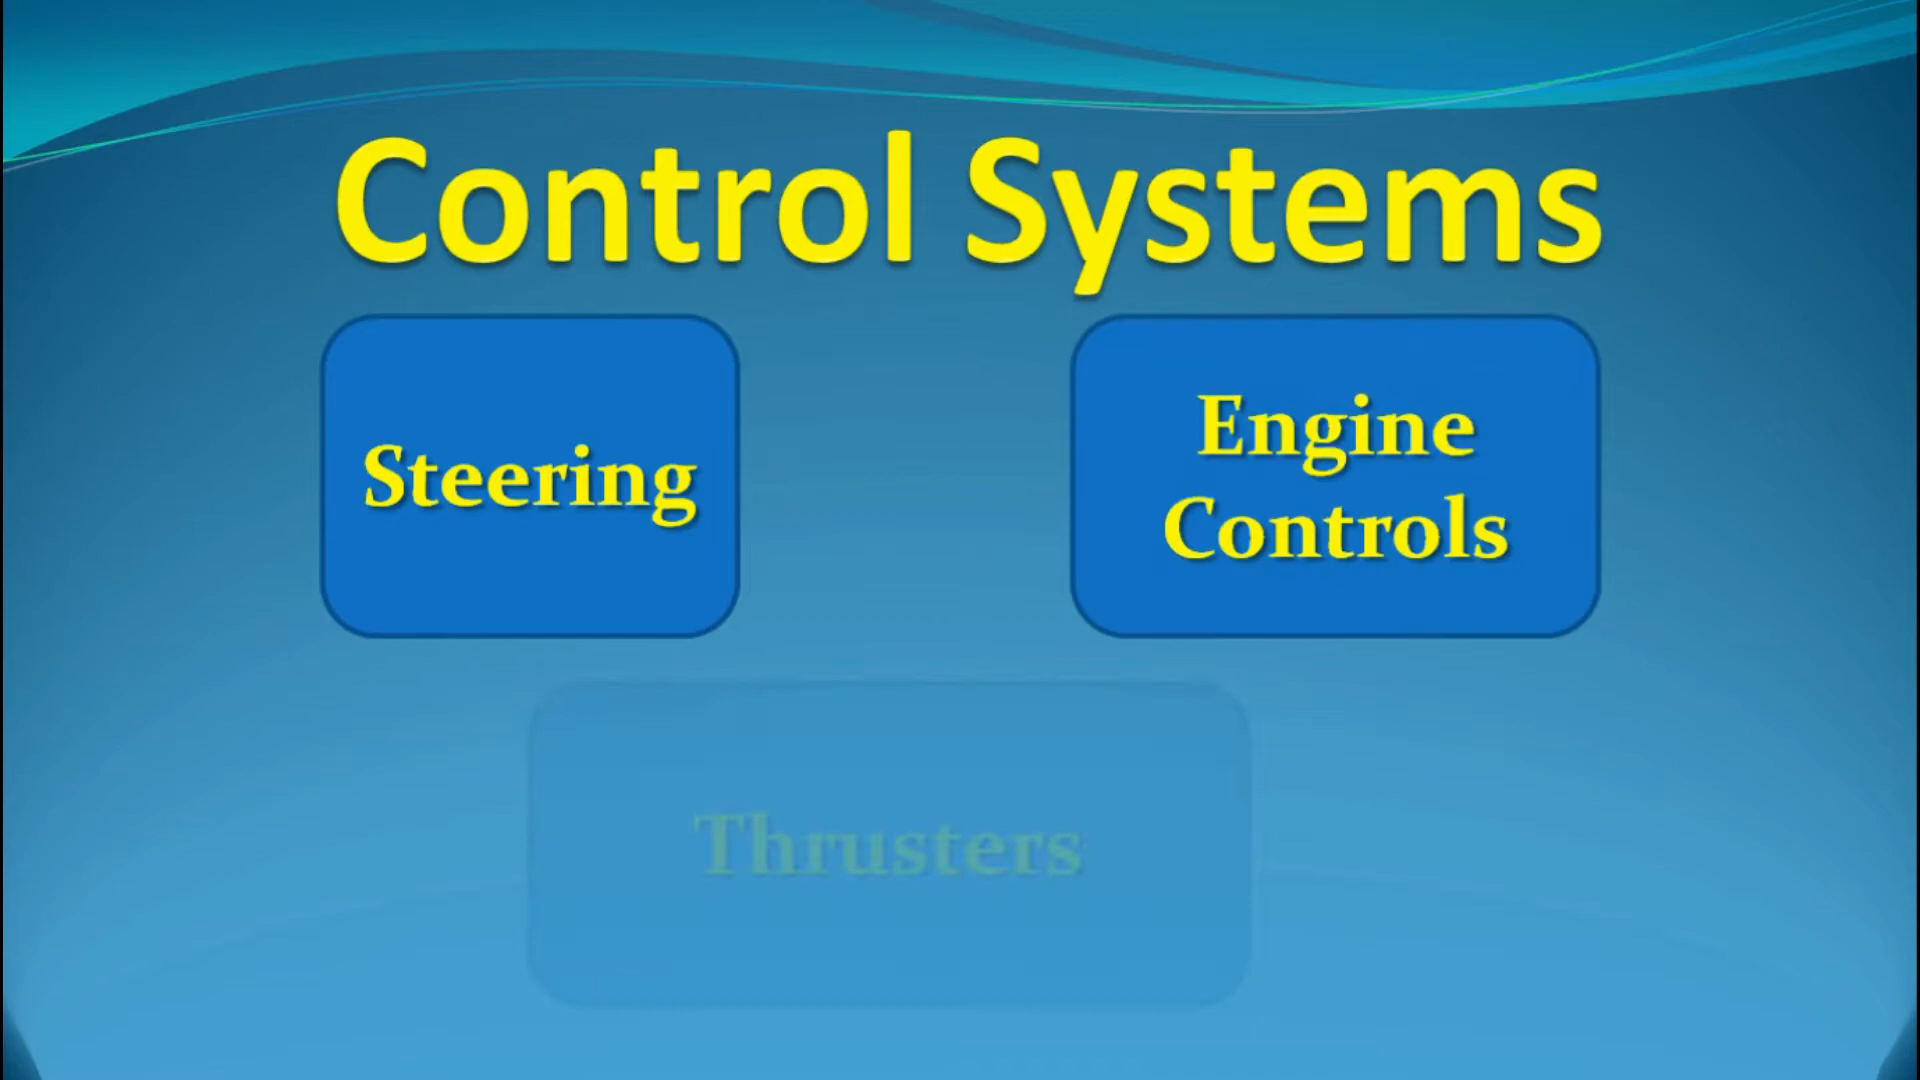 Control Systems
Steering
Engine
Controls
Thrusters